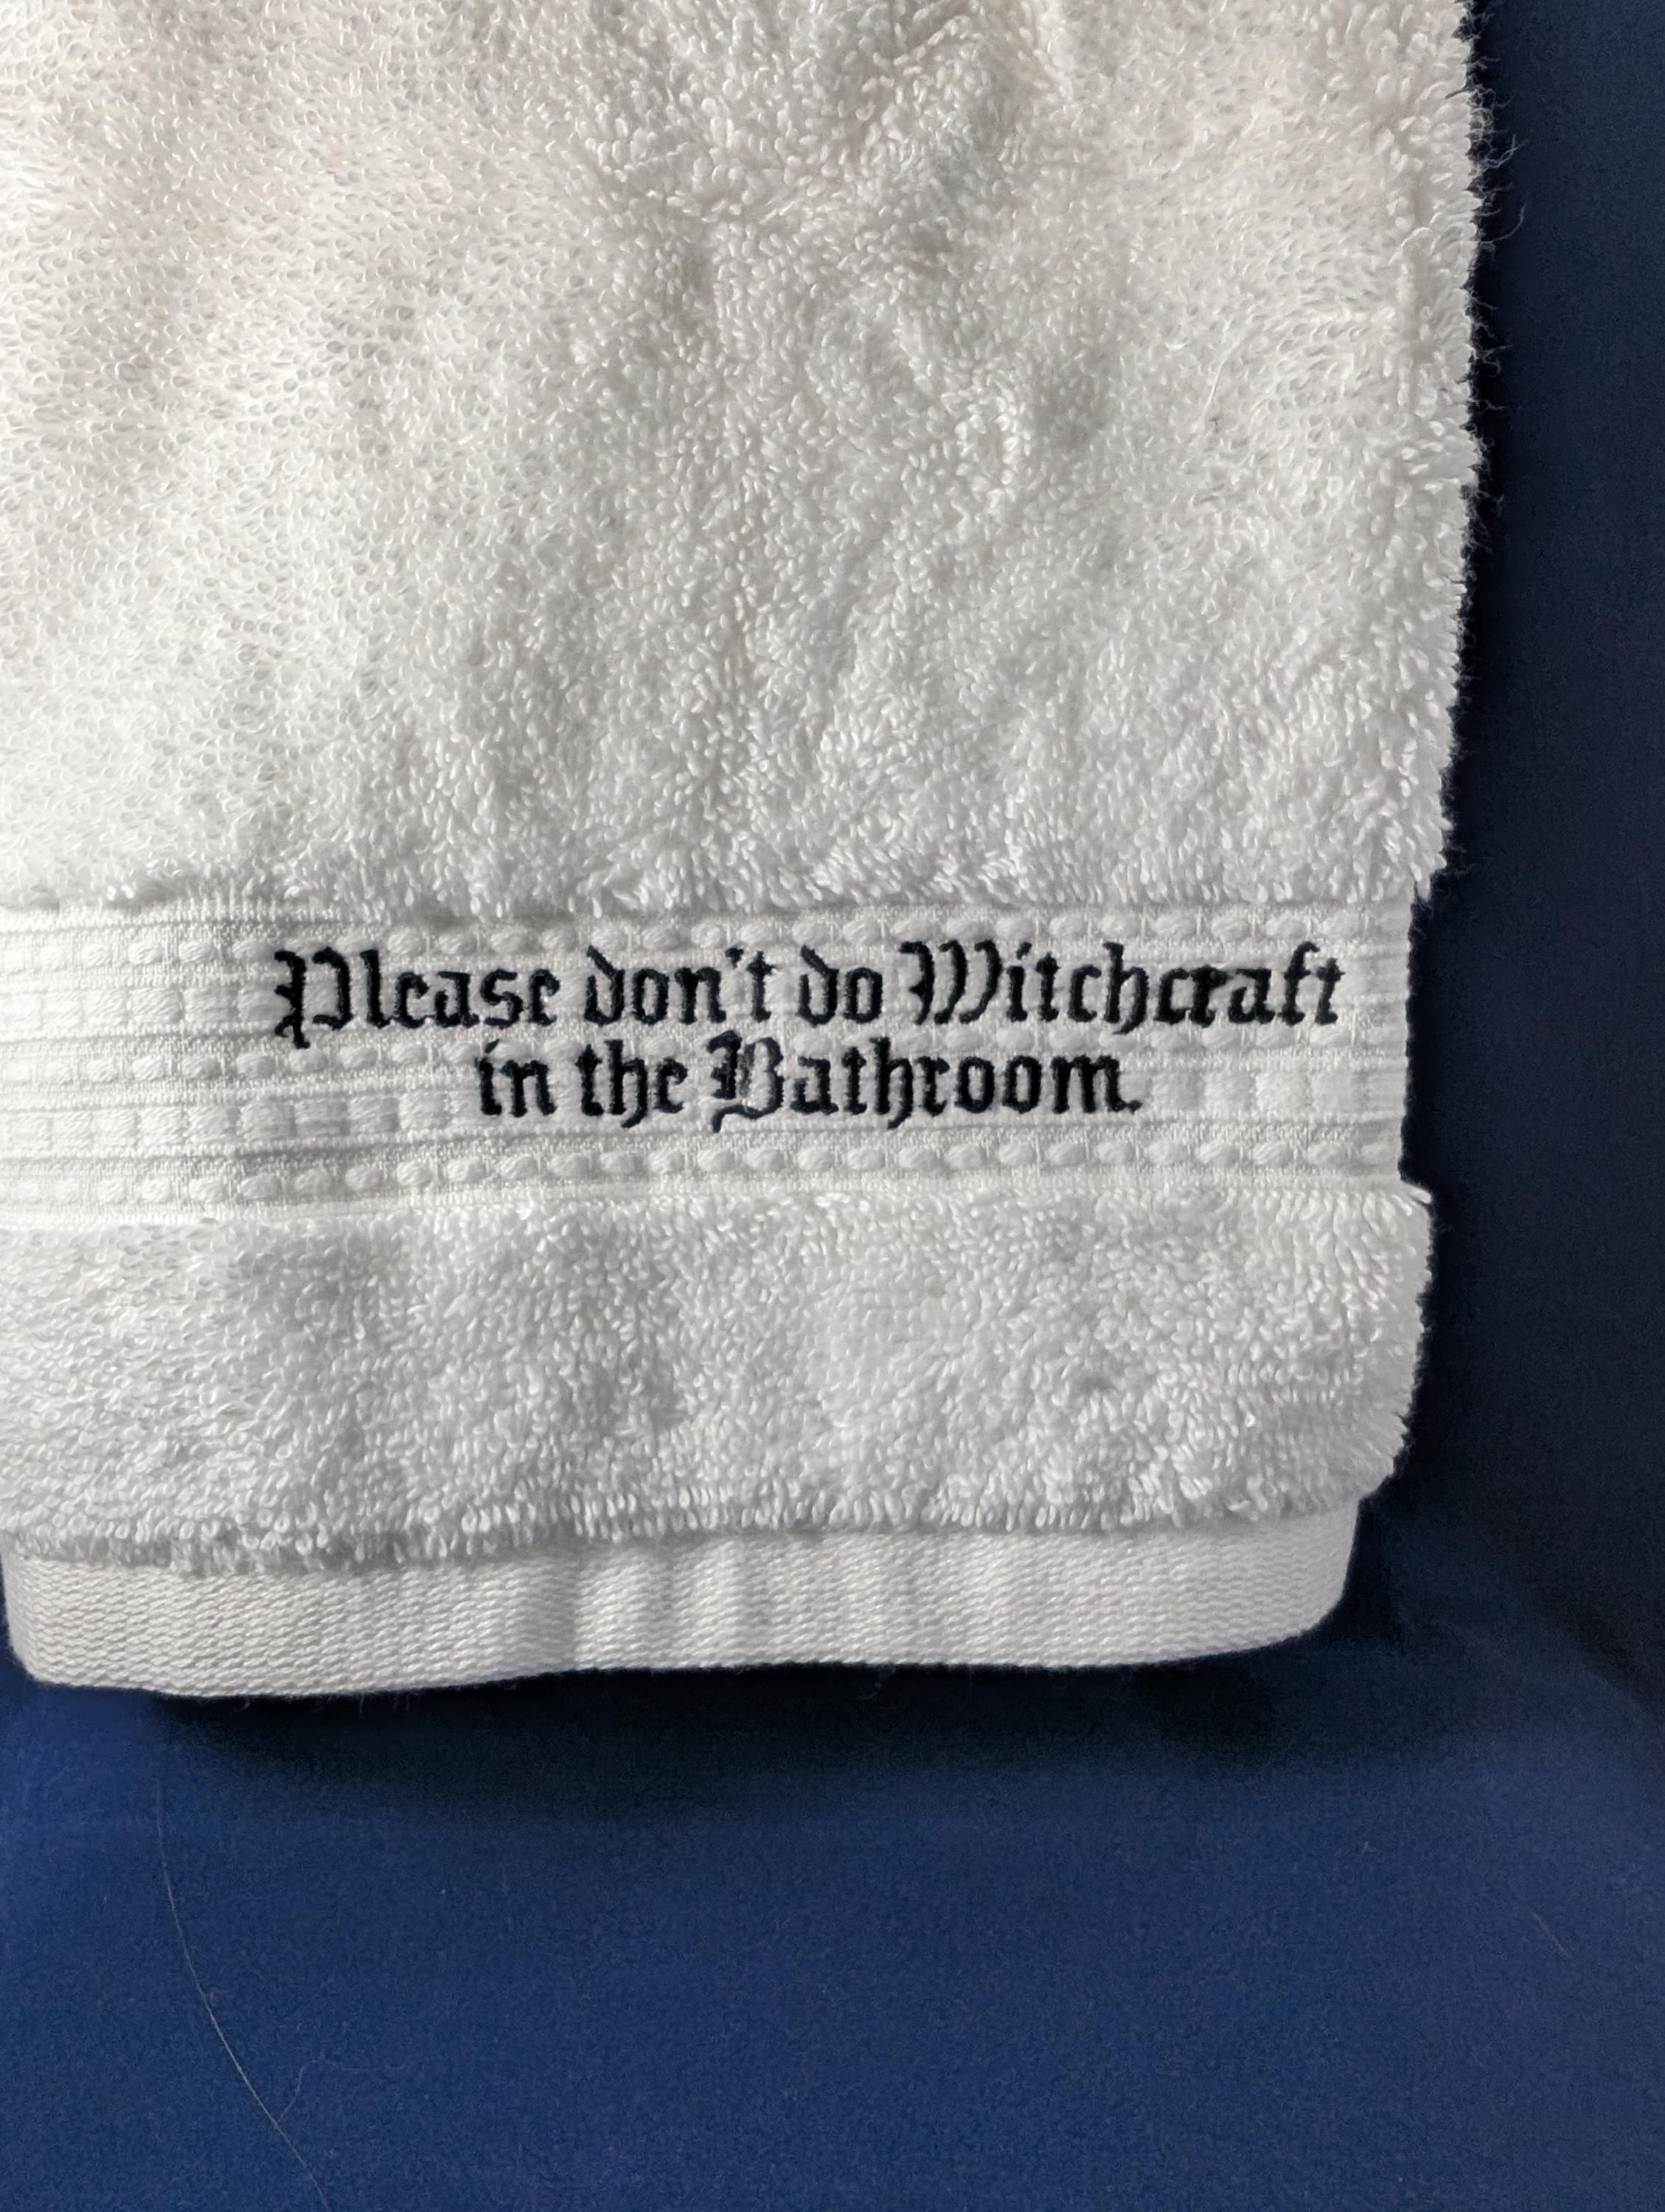 Please don't do Witchcraft
in the Bathroom.